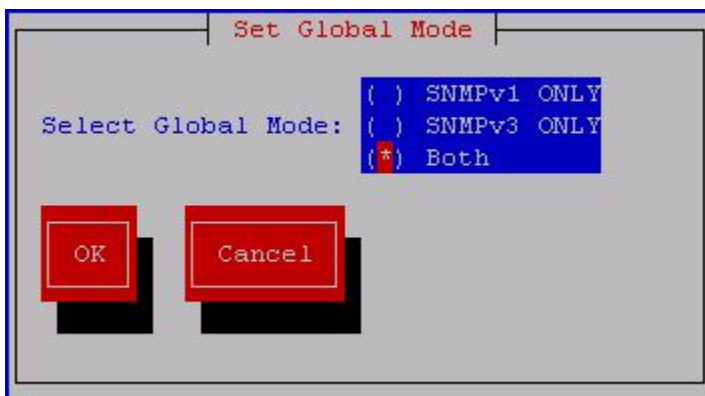 Set Global Mode
( ) SNMPv1 ONLY
Select Global Mode: ( ) SNMPv3 ONLY
(*) Both
OK Cancel